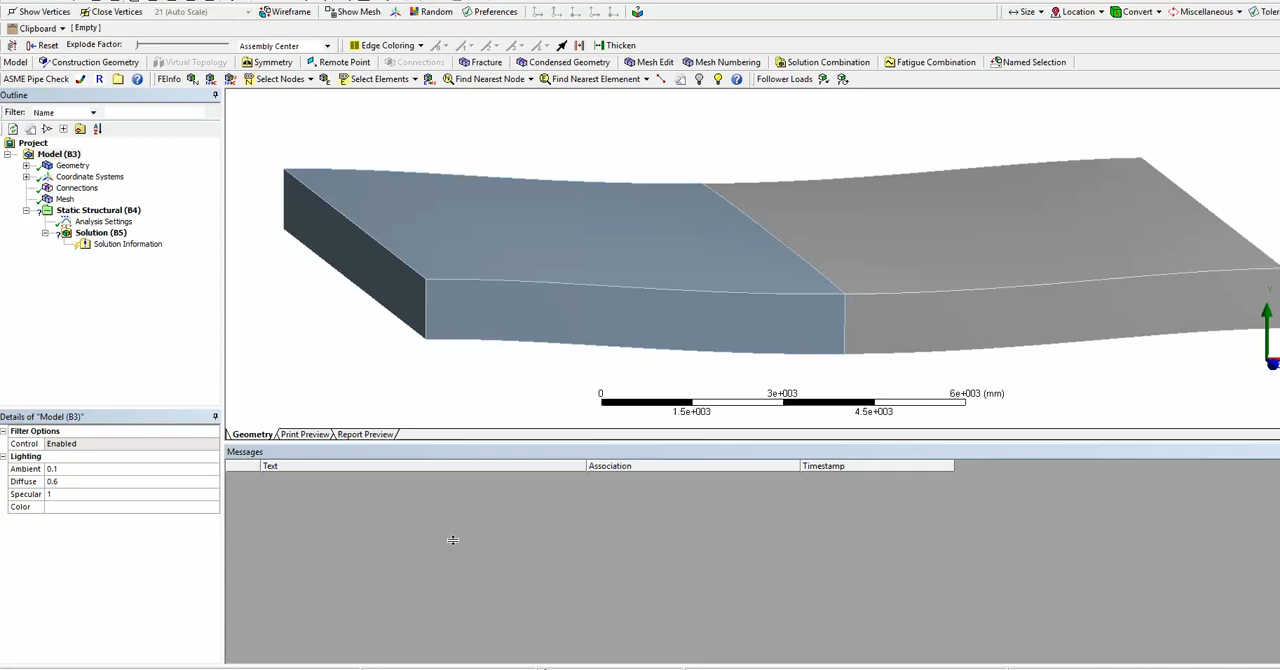 Show Vertices Close Vertices 21 (Auto Scale) Wireframe Show Mesh Random Preferences Size Location Convert Miscellaneous Toler
Clipboard [Empty]
Reset Explode Factor: Assembly Center Edge Coloring Thicken
Model Construction Geometry Virtual Topology Symmetry Remote Point Connections Fracture Condensed Geometry Mesh Edit Mesh Numbering Solution Combination Fatigue Combination Named Selection
ASME Pipe Check R FEInfo Select Nodes Select Elements Find Nearest Node Find Nearest Elemenent Follower Loads
Outline
Filter: Name
Project
Model (B3)
Geometry
Coordinate Systems
Connections
Mesh
Static Structural (B4)
Analysis Settings
Solution (B5)
Solution Information
Details of "Model (B3)"
Filter Options
Control Enabled
Lighting
Ambient 0.1
Diffuse 0.6
Specular 1
Color
Y
0 3e+003 6e+003 (mm)
1.5e+003 4.5e+003
Geometry Print Preview Report Preview
Messages
Text Association Timestamp